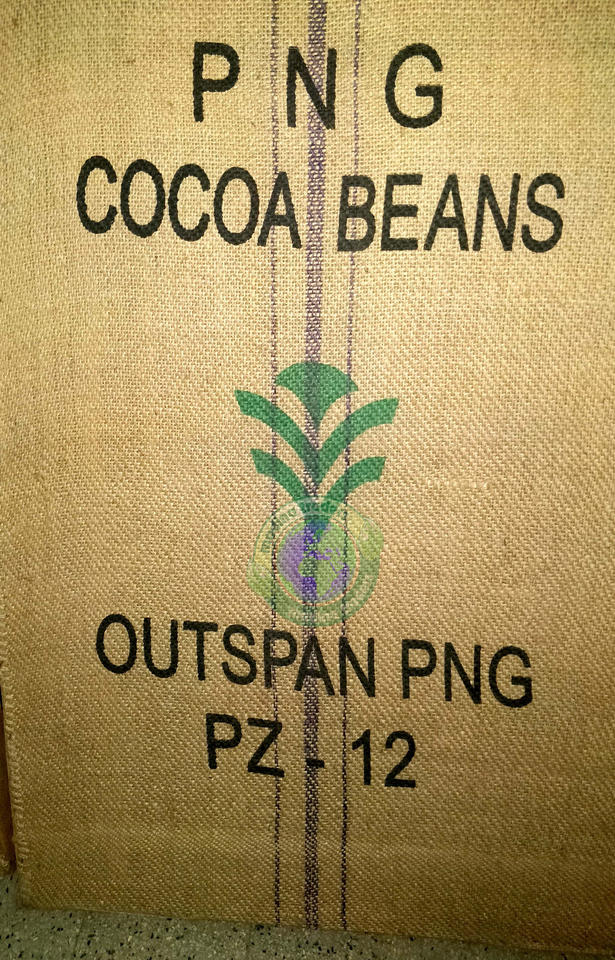 P N G
COCOA BEANS
OUTSPAN PNG
PZ - 12